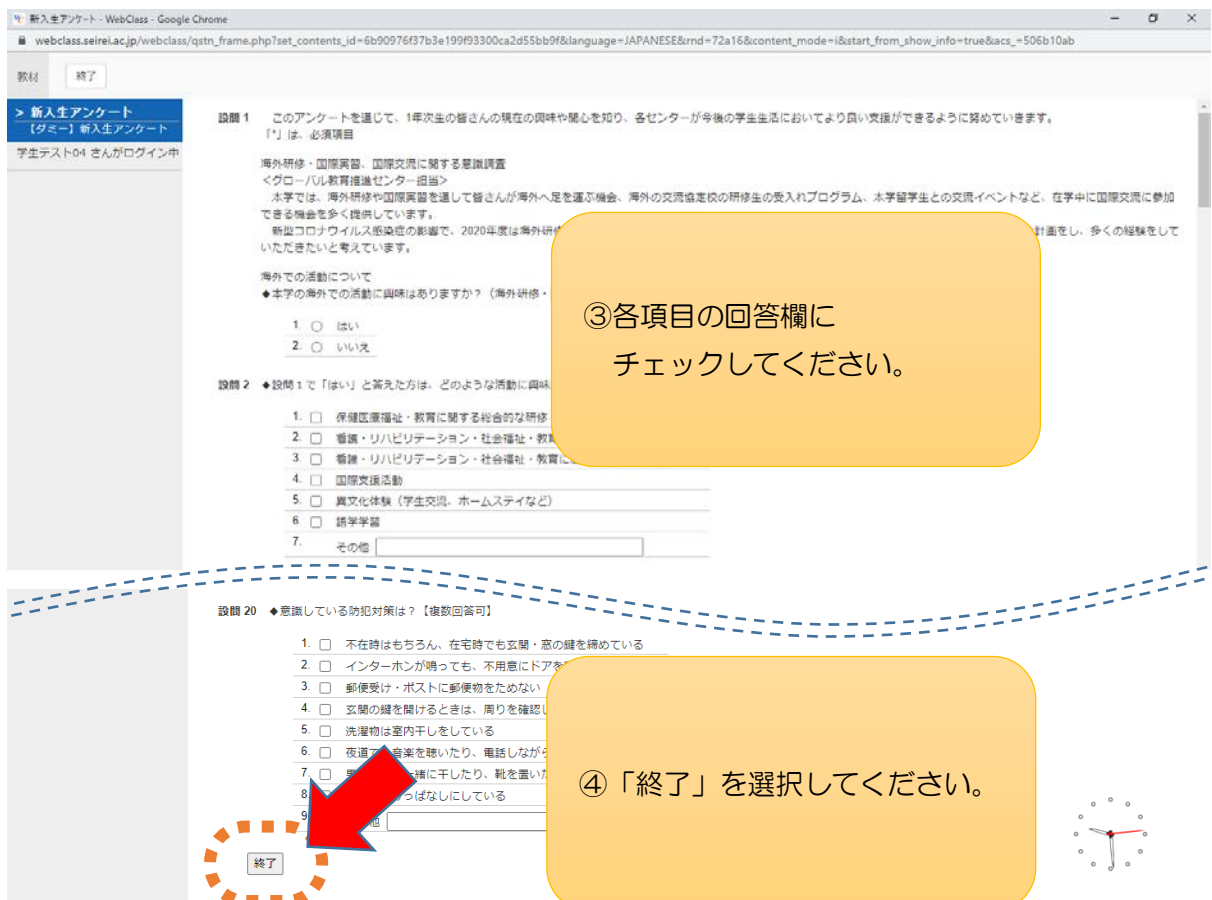 新入生アンケート - WebClass - Google Chrome
webclass.seirei.ac.jp/webclass/qstn_frame.php?set_contents_id=6b90976f37b3e199f93300ca2d55bb9f&language=JAPANESE&rnd=72a16&content_mode=i&start_from_show_info=true&acs_=506b10ab
教材 終了
> 新入生アンケート
【ダミー】新入生アンケート
学生テスト04 さんがログイン中
設問 1 このアンケートを通じて、1年次生の皆さんの現在の興味や関心を知り、各センターが今後の学生生活においてより良い支援ができるように努めていきます。
「*」は、必須項目
海外研修・国際実習、国際交流に関する意識調査
<グローバル教育推進センター担当>
本学では、海外研修や国際実習を通して皆さんが海外へ足を運ぶ機会、海外の交流協定校の研修生の受入れプログラム、本学留学生との交流イベントなど、在学中に国際交流に参加
できる機会を多く提供しています。
新型コロナウイルス感染症の影響で、2020年度は海外研 計画をし、多くの経験をして
いただきたいと考えています。
海外での活動について
◆本学の海外での活動に興味はありますか?(海外研修・
1. はい
2. いいえ
設問 2 ◆設問1で「はい」と答えた方は、どのような活動に興味
1. 保健医療福祉・教育に関する総合的な研修
2. 看護・リハビリテーション・社会福祉・教
3. 看護・リハビリテーション・社会福祉・教育に
4. 国際支援活動
5. 異文化体験(学生交流、ホームステイなど)
6. 語学学習
7. その他
③各項目の回答欄に
チェックしてください。
設問 20 ◆意識している防犯対策は?【複数回答可】
1. 不在時はもちろん、在宅時でも玄関・窓の鍵を締めている
2. インターホンが鳴っても、不用意にドアを
3. 郵便受け・ポストに郵便物をためない
4. 玄関の鍵を開けるときは、周りを確認
5. 洗濯物は室内干しをしている
6. 夜道で 音楽を聴いたり、電話しながら
7. 緒に干したり、靴を置いた
8 っぱなしにしている
9 他
終了
④「終了」を選択してください。